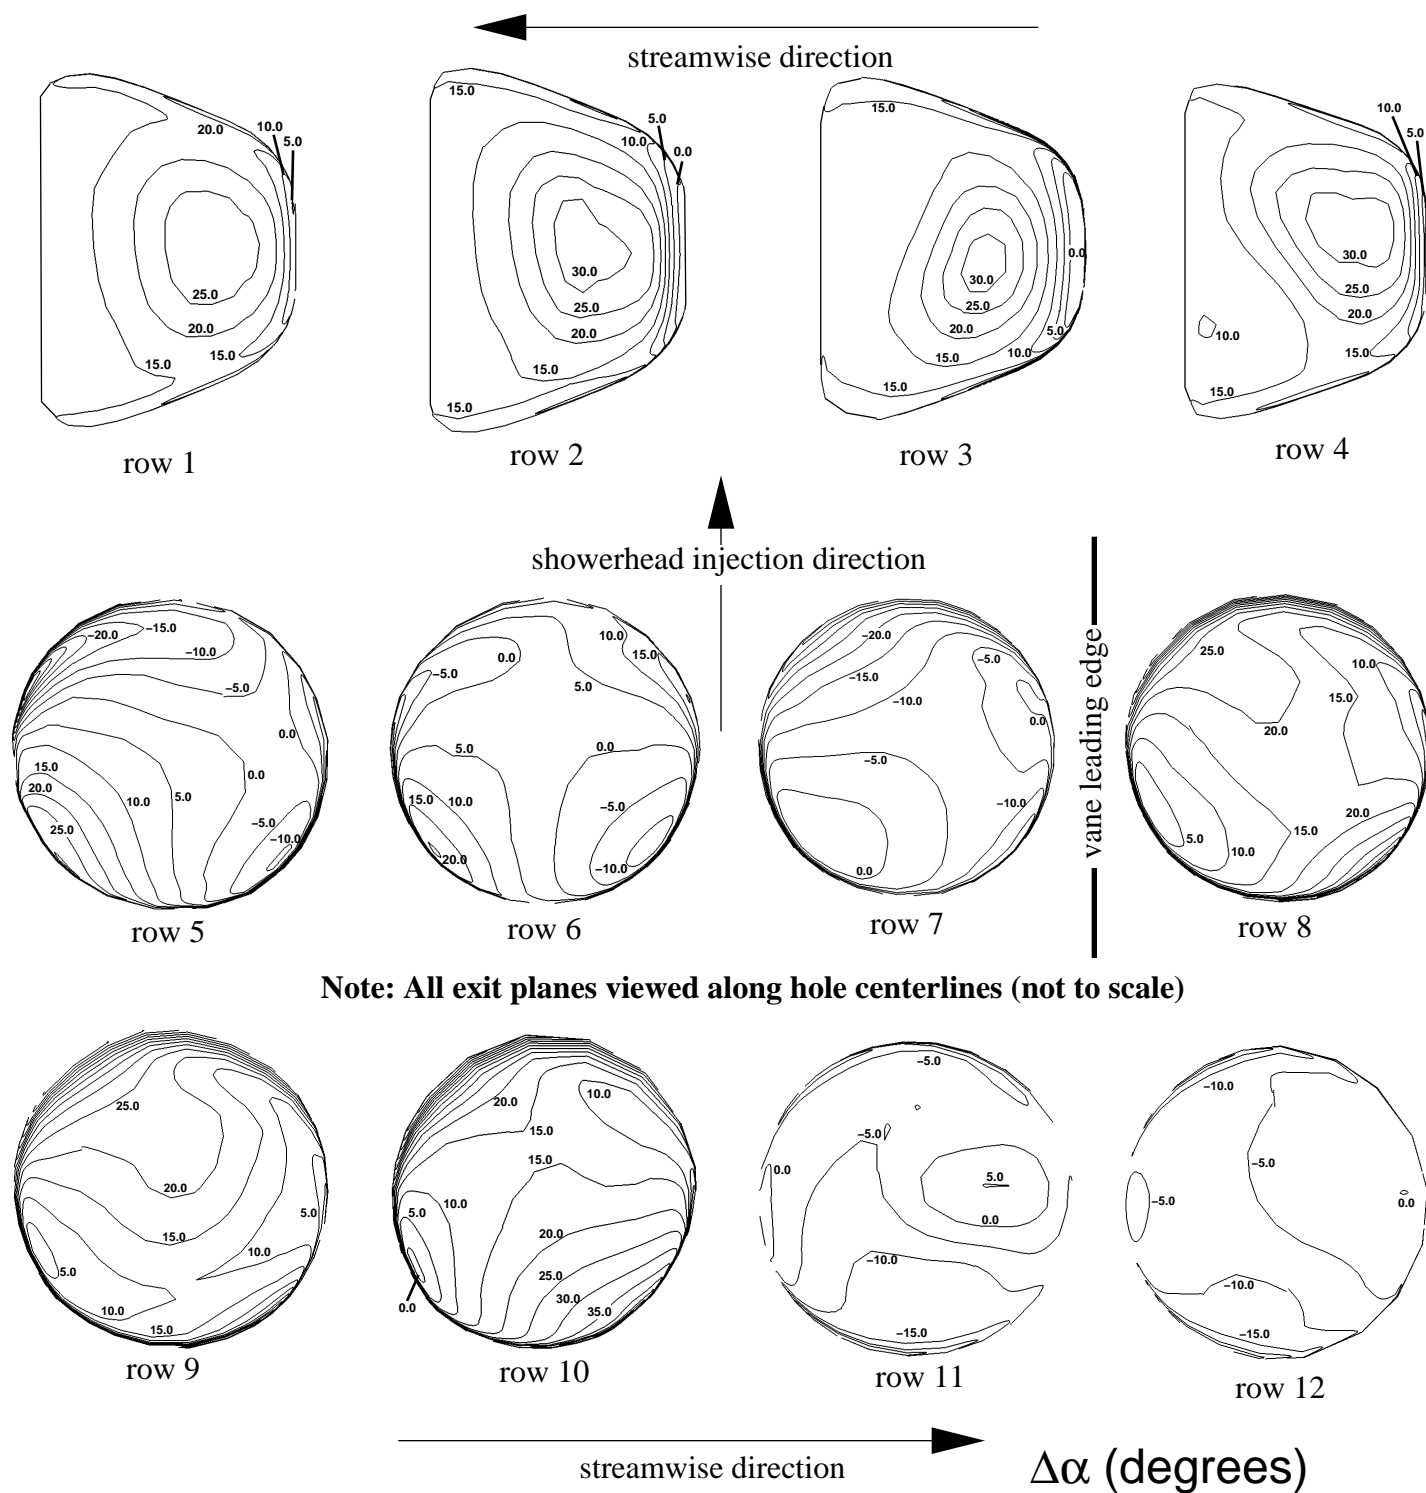 streamwise direction
15.0 20.0 10.0 5.0 25.0 20.0 15.0 15.0
15.0 10.0 5.0 0.0 30.0 25.0 20.0 15.0 15.0
15.0 0.0 30.0 25.0 20.0 15.0 10.0 5.0 15.0
10.0 5.0 30.0 25.0 20.0 15.0 10.0 15.0
row 1
row 2
row 3
row 4
showerhead injection direction
vane leading edge
−20.0 −15.0 −10.0 −5.0 0.0 0.0 15.0 20.0 25.0 10.0 5.0 −5.0 −10.0
0.0 −5.0 10.0 15.0 5.0 5.0 0.0 15.0 10.0 20.0 −5.0 −10.0
−20.0 −15.0 −10.0 −5.0 0.0 −5.0 −10.0 0.0
25.0 10.0 15.0 20.0 5.0 10.0 15.0 20.0
row 5
row 6
row 7
row 8
Note: All exit planes viewed along hole centerlines (not to scale)
25.0 20.0 15.0 5.0 10.0 5.0 10.0 15.0
20.0 10.0 15.0 15.0 10.0 5.0 0.0 20.0 25.0 30.0 35.0
−5.0 −5.0 0.0 5.0 0.0 −10.0 −15.0
−10.0 −5.0 −5.0 0.0 −10.0 −15.0
row 9
row 10
row 11
row 12
streamwise direction
Δα (degrees)